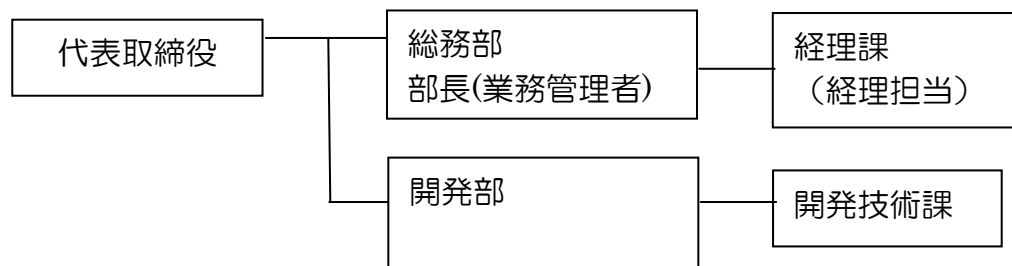 代表取締役
総務部
部長(業務管理者)
経理課
（経理担当）
開発部
開発技術課